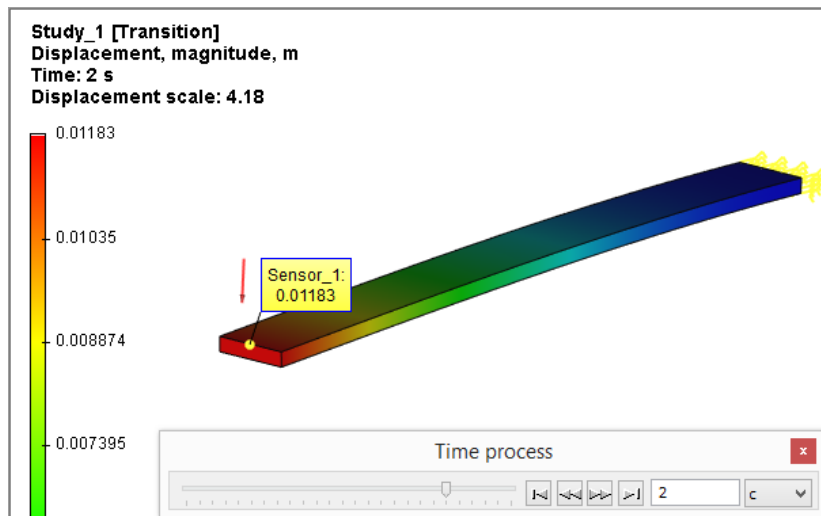 Study_1 [Transition]
Displacement, magnitude, m
Time: 2 s
Displacement scale: 4.18
0.01183
0.01035
0.008874
0.007395
Sensor_1:
0.01183
Time process
x
2
c